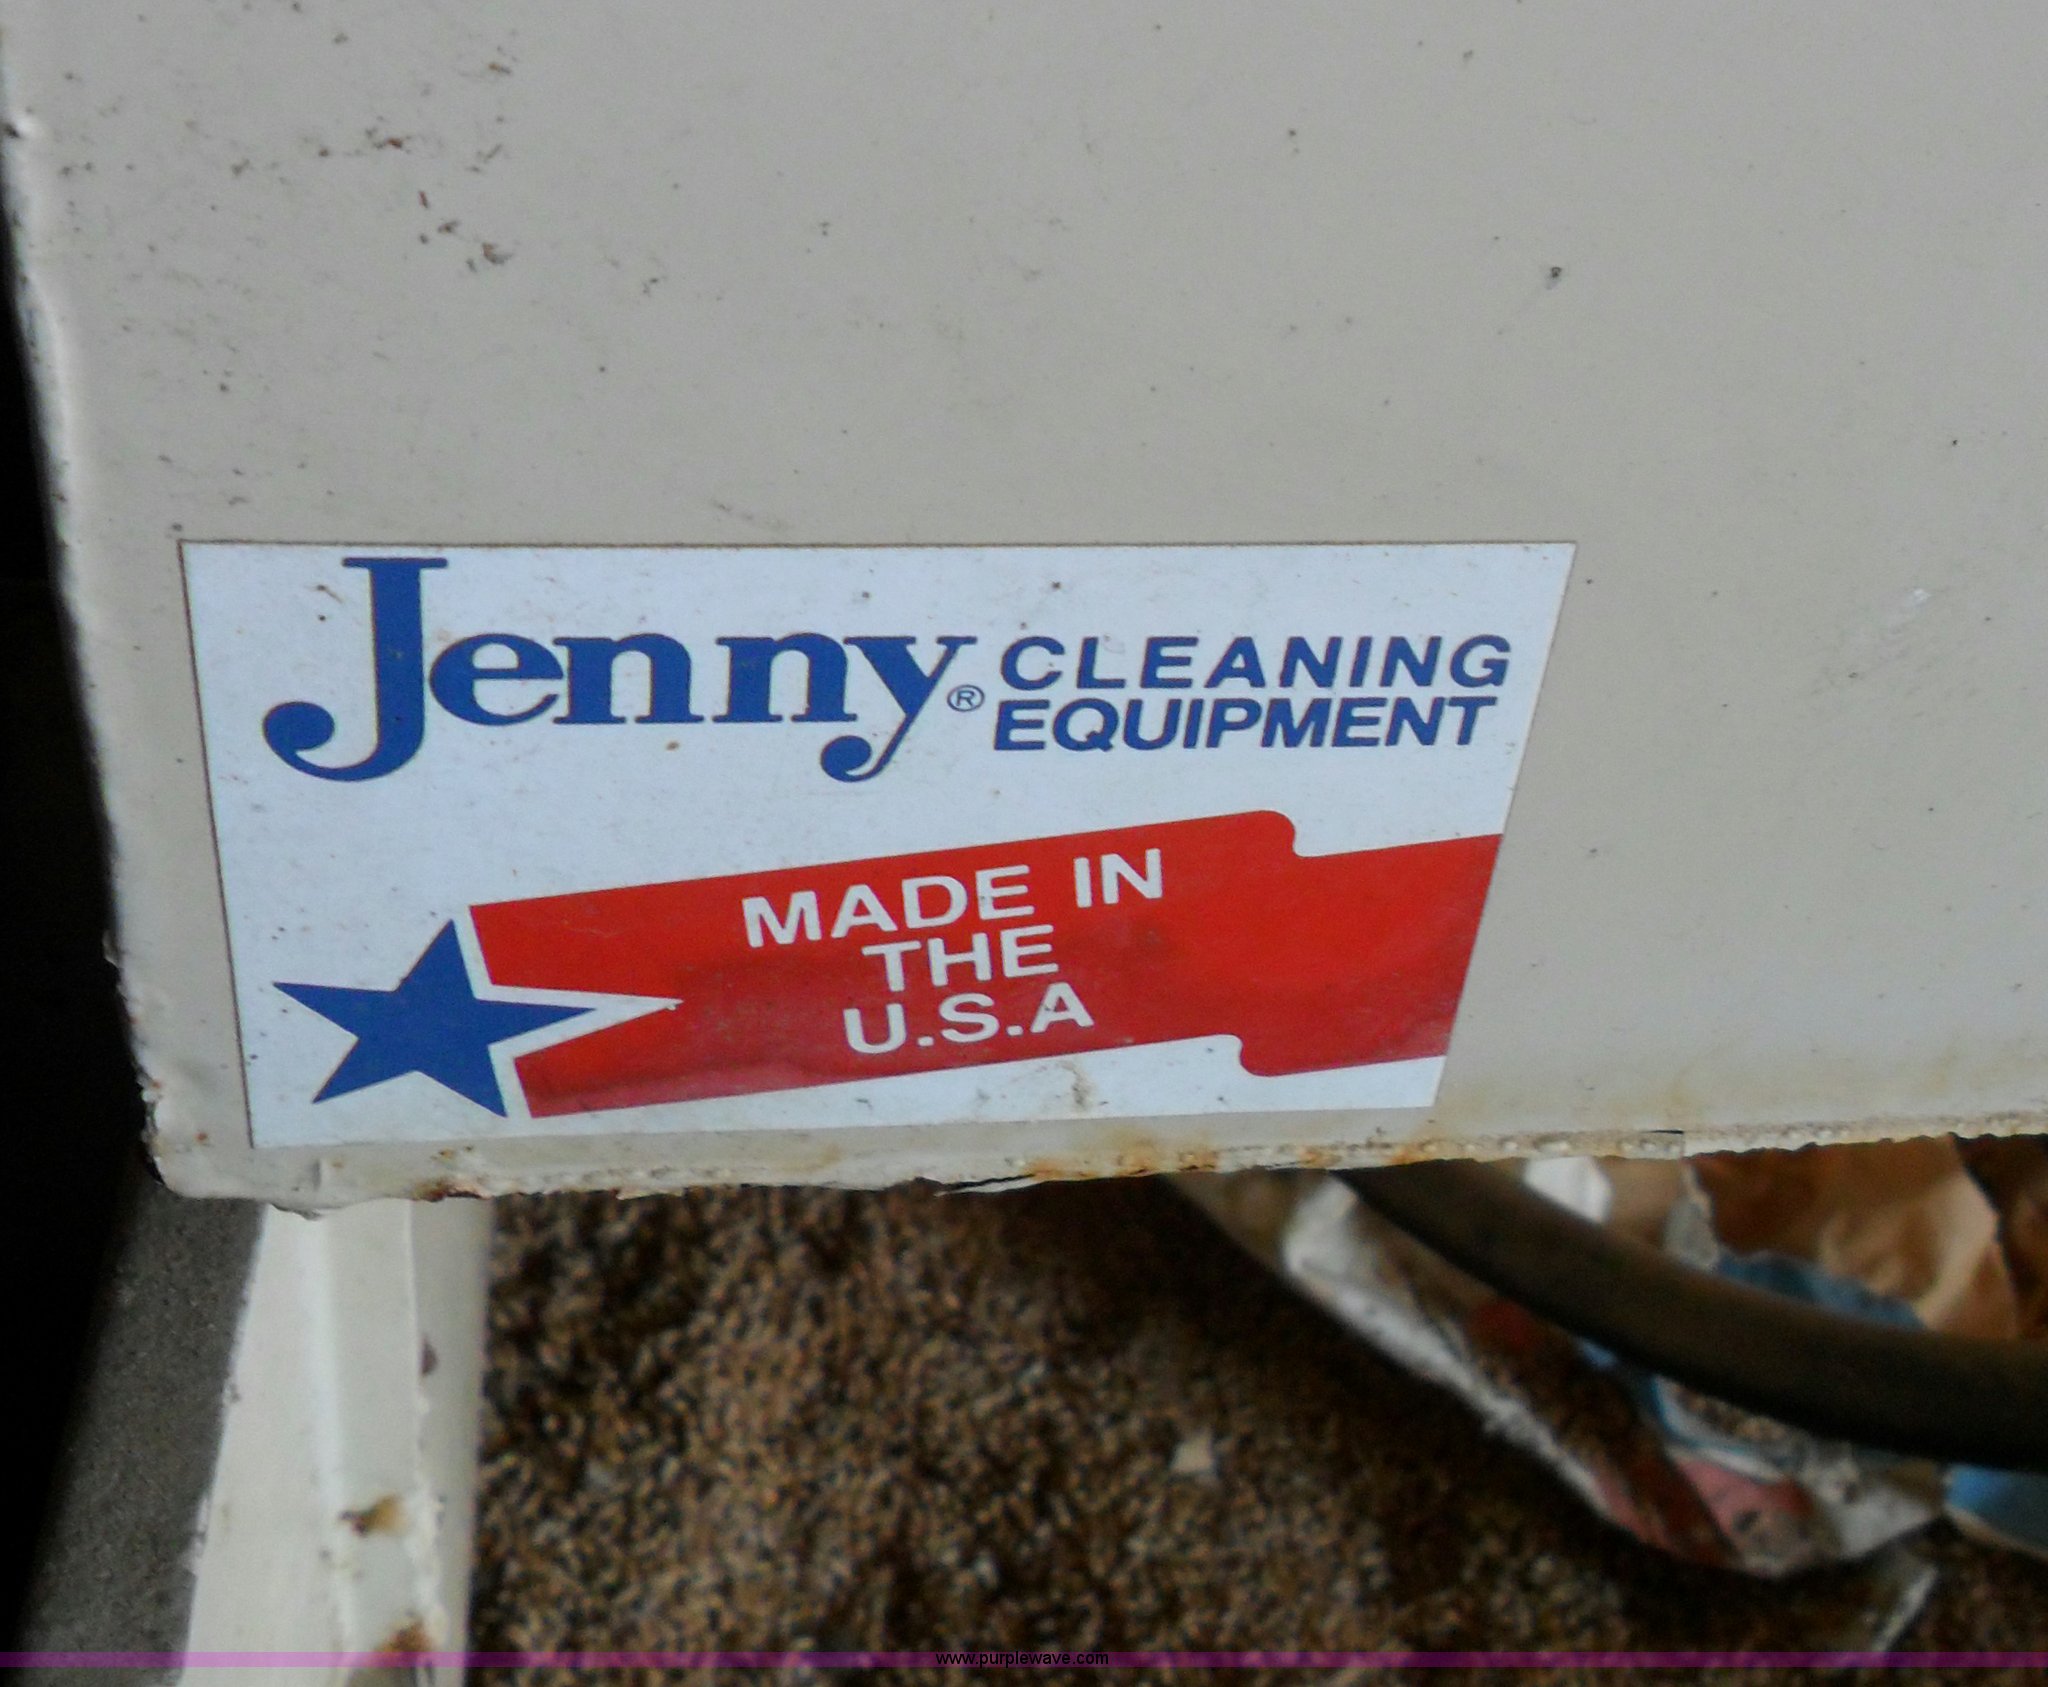 Jenny® CLEANING
EQUIPMENT
MADE IN
THE
U.S.A
www.purplewave.com